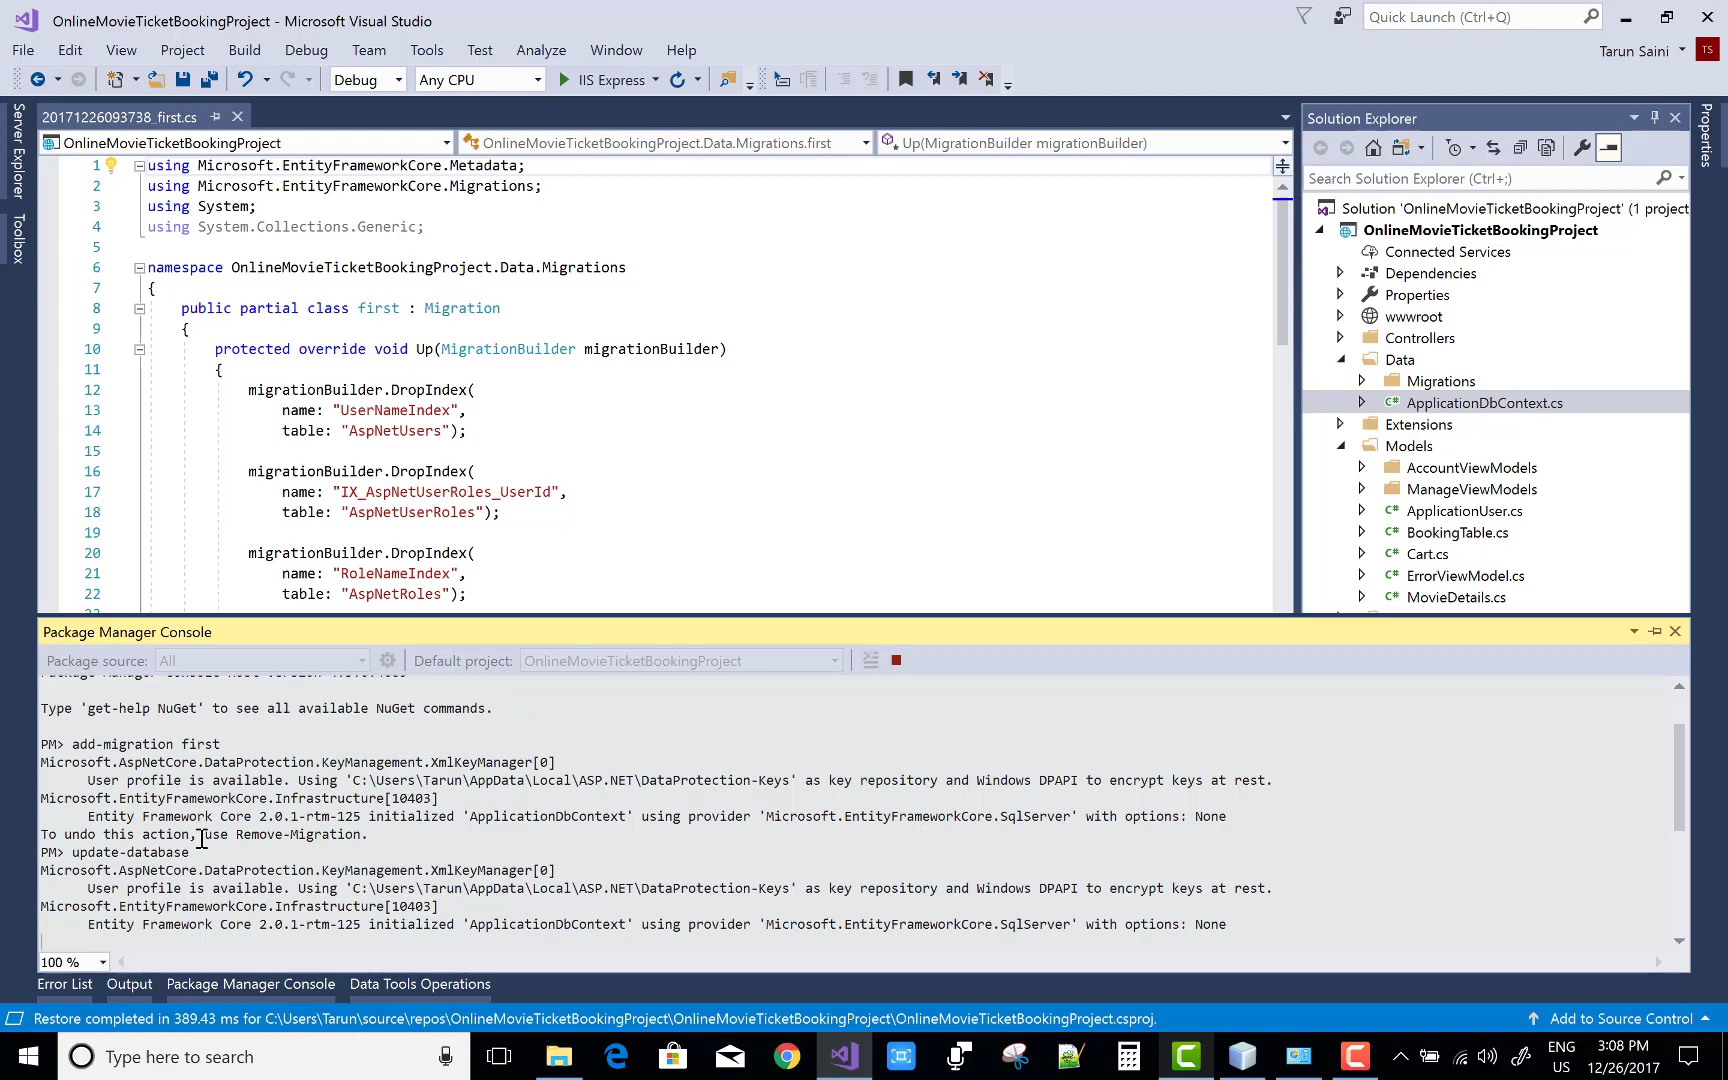 OnlineMovieTicketBookingProject - Microsoft Visual Studio
Quick Launch (Ctrl+Q)
File Edit View Project Build Debug Team Tools Test Analyze Window Help
Tarun Saini TS
Debug Any CPU IIS Express
Server Explorer
Toolbox
20171226093738_first.cs
OnlineMovieTicketBookingProject OnlineMovieTicketBookingProject.Data.Migrations.first Up(MigrationBuilder migrationBuilder)
1 using Microsoft.EntityFrameworkCore.Metadata;
2 using Microsoft.EntityFrameworkCore.Migrations;
3 using System;
4 using System.Collections.Generic;
5
6 namespace OnlineMovieTicketBookingProject.Data.Migrations
7 {
8 public partial class first : Migration
9 {
10 protected override void Up(MigrationBuilder migrationBuilder)
11 {
12 migrationBuilder.DropIndex(
13 name: "UserNameIndex",
14 table: "AspNetUsers");
15
16 migrationBuilder.DropIndex(
17 name: "IX_AspNetUserRoles_UserId",
18 table: "AspNetUserRoles");
19
20 migrationBuilder.DropIndex(
21 name: "RoleNameIndex",
22 table: "AspNetRoles");
Solution Explorer
Search Solution Explorer (Ctrl+;)
Solution 'OnlineMovieTicketBookingProject' (1 project
OnlineMovieTicketBookingProject
Connected Services
Dependencies
Properties
wwwroot
Controllers
Data
Migrations
C# ApplicationDbContext.cs
Extensions
Models
AccountViewModels
ManageViewModels
C# ApplicationUser.cs
C# BookingTable.cs
C# Cart.cs
C# ErrorViewModel.cs
C# MovieDetails.cs
Properties
Package Manager Console
Package source: All Default project: OnlineMovieTicketBookingProject
Type 'get-help NuGet' to see all available NuGet commands.
PM> add-migration first
Microsoft.AspNetCore.DataProtection.KeyManagement.XmlKeyManager[0]
User profile is available. Using 'C:\Users\Tarun\AppData\Local\ASP.NET\DataProtection-Keys' as key repository and Windows DPAPI to encrypt keys at rest.
Microsoft.EntityFrameworkCore.Infrastructure[10403]
Entity Framework Core 2.0.1-rtm-125 initialized 'ApplicationDbContext' using provider 'Microsoft.EntityFrameworkCore.SqlServer' with options: None
To undo this action, use Remove-Migration.
PM> update-database
Microsoft.AspNetCore.DataProtection.KeyManagement.XmlKeyManager[0]
User profile is available. Using 'C:\Users\Tarun\AppData\Local\ASP.NET\DataProtection-Keys' as key repository and Windows DPAPI to encrypt keys at rest.
Microsoft.EntityFrameworkCore.Infrastructure[10403]
Entity Framework Core 2.0.1-rtm-125 initialized 'ApplicationDbContext' using provider 'Microsoft.EntityFrameworkCore.SqlServer' with options: None
100 %
Error List Output Package Manager Console Data Tools Operations
Restore completed in 389.43 ms for C:\Users\Tarun\source\repos\OnlineMovieTicketBookingProject\OnlineMovieTicketBookingProject\OnlineMovieTicketBookingProject.csproj.
Add to Source Control
Type here to search
ENG
US
3:08 PM
12/26/2017